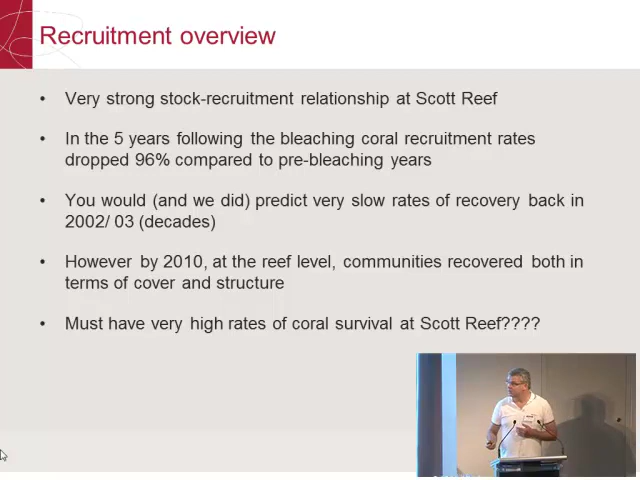 Recruitment overview
• Very strong stock-recruitment relationship at Scott Reef
• In the 5 years following the bleaching coral recruitment rates
dropped 96% compared to pre-bleaching years
• You would (and we did) predict very slow rates of recovery back in
2002/ 03 (decades)
• However by 2010, at the reef level, communities recovered both in
terms of cover and structure
• Must have very high rates of coral survival at Scott Reef????